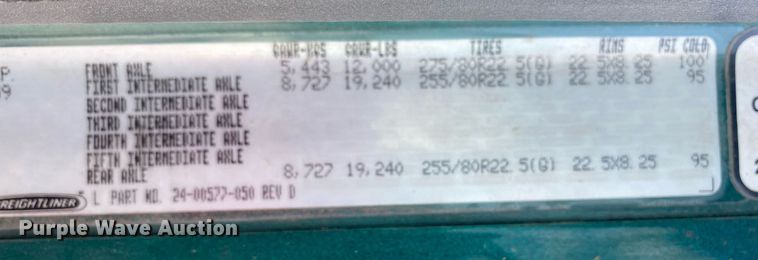 GAWR-KGS GAWR-LBS TIRES RIMS PSI COLD
FRONT AXLE 5,443 12,000 275/80R22.5(G) 22.5X8.25 100
FIRST INTERMEDIATE AXLE 8,727 19,240 255/80R22.5(G) 22.5X8.25 95
SECOND INTERMEDIATE AXLE
THIRD INTERMEDIATE AXLE
FOURTH INTERMEDIATE AXLE
FIFTH INTERMEDIATE AXLE
REAR AXLE 8,727 19,240 255/80R22.5(G) 22.5X8.25 95
FREIGHTLINER L PART NO. 24-00577-050 REV D
Purple Wave Auction